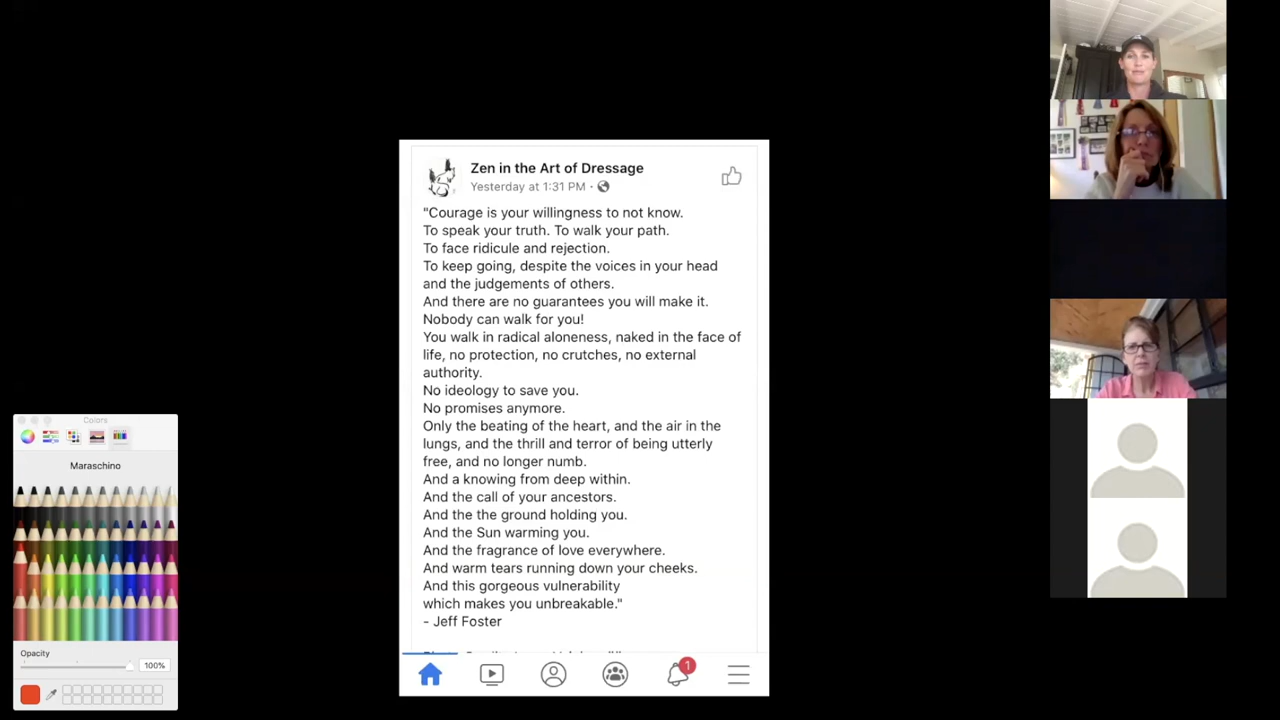 Zen in the Art of Dressage
Yesterday at 1:31 PM ·
"Courage is your willingness to not know.
To speak your truth. To walk your path.
To face ridicule and rejection.
To keep going, despite the voices in your head
and the judgements of others.
And there are no guarantees you will make it.
Nobody can walk for you!
You walk in radical aloneness, naked in the face of
life, no protection, no crutches, no external
authority.
No ideology to save you.
No promises anymore.
Only the beating of the heart, and the air in the
lungs, and the thrill and terror of being utterly
free, and no longer numb.
And a knowing from deep within.
And the call of your ancestors.
And the the ground holding you.
And the Sun warming you.
And the fragrance of love everywhere.
And warm tears running down your cheeks.
And this gorgeous vulnerability
which makes you unbreakable."
- Jeff Foster
1
Colors
Maraschino
Opacity
100%